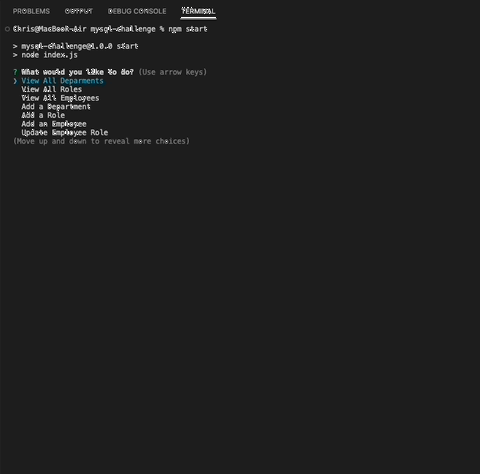 PROBLEMS OUTPUT DEBUG CONSOLE TERMINAL
Chris@MacBook-Air mysql-challenge % npm start
> mysql-challenge@1.0.0 start
> node index.js
? What would you like to do? (Use arrow keys)
❯ View All Deparments
View All Roles
View All Employees
Add a Department
Add a Role
Add an Employee
Update Employee Role
(Move up and down to reveal more choices)